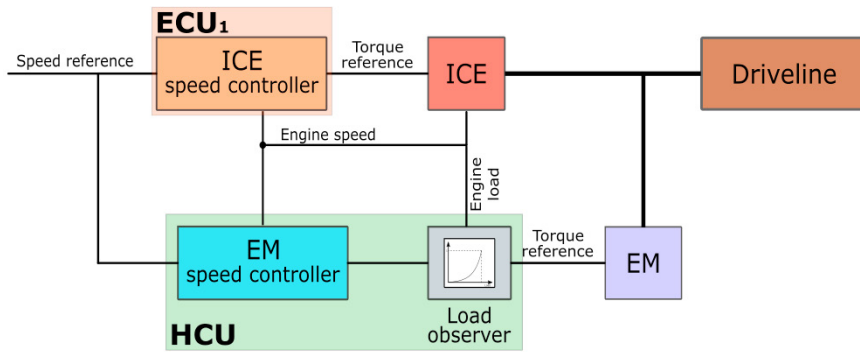 ECU₁
Speed reference
ICE
speed controller
Torque
reference
ICE
Driveline
Engine speed
Engine
load
EM
speed controller
Torque
reference
EM
Load
observer
HCU